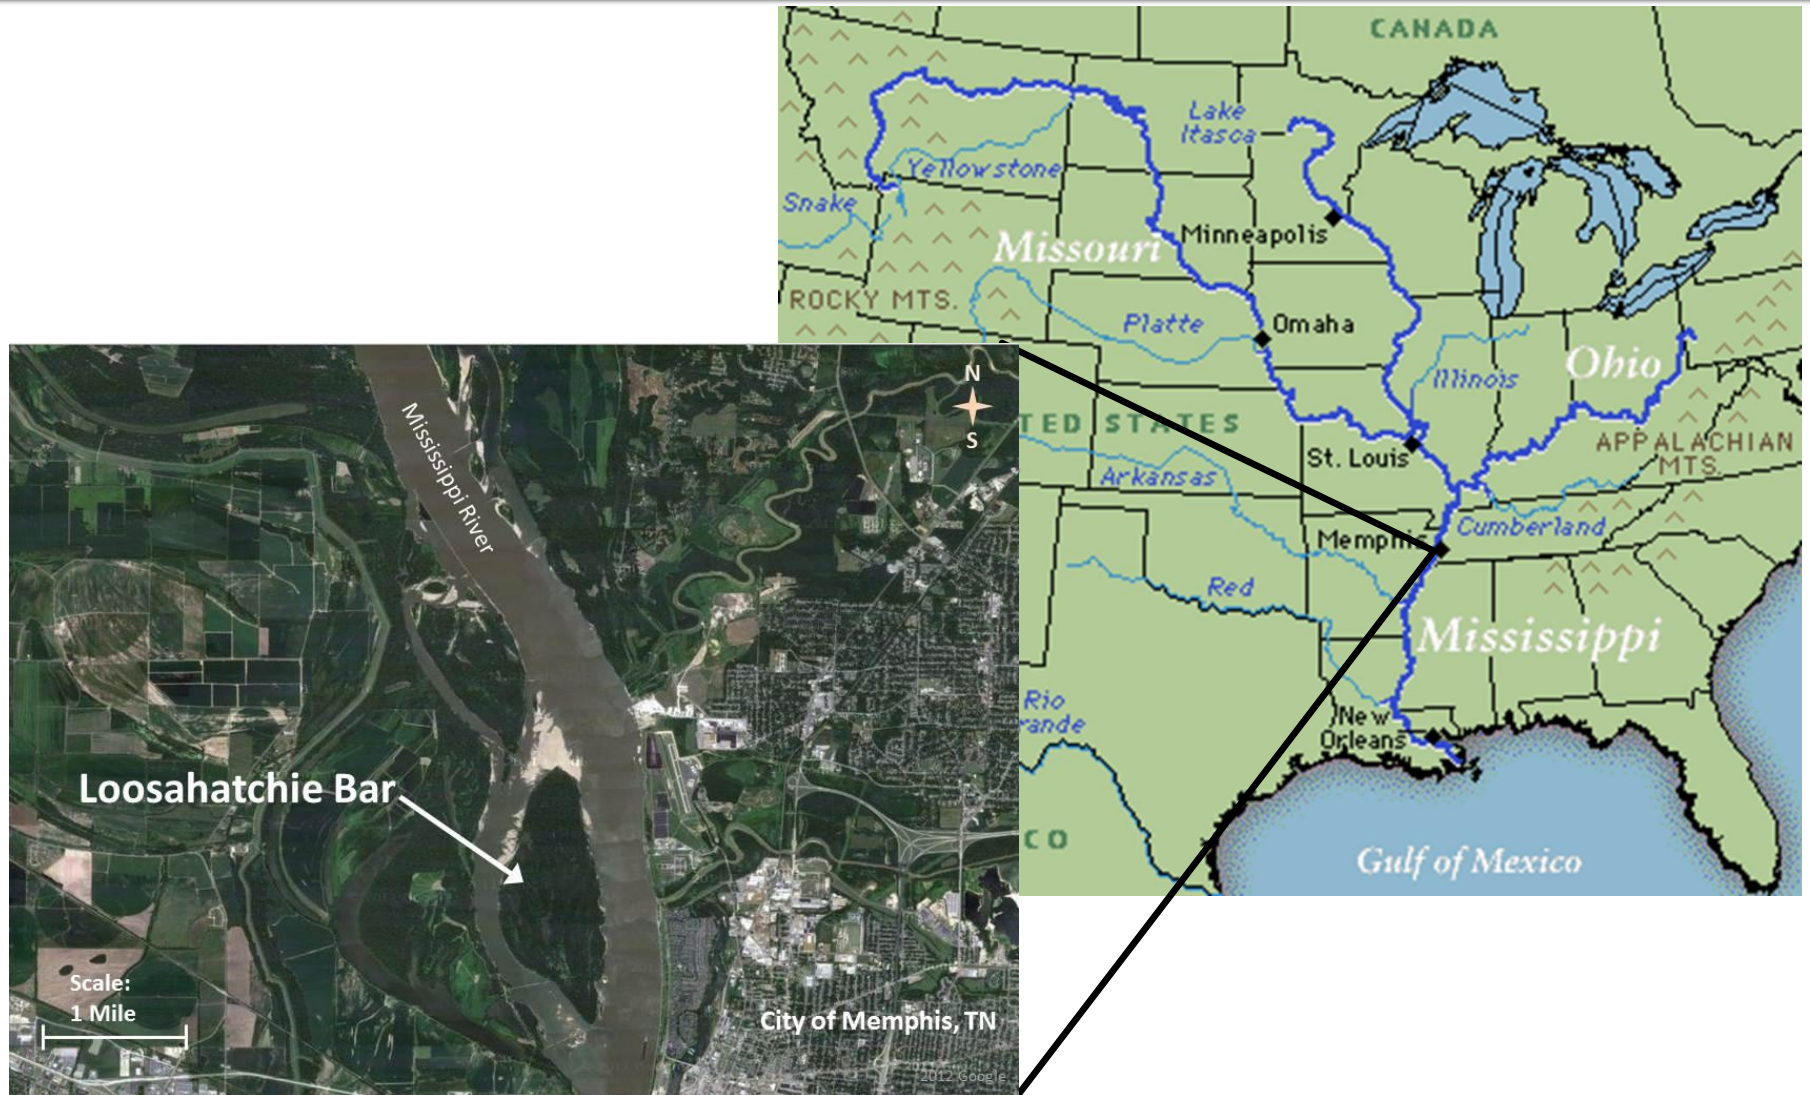 CANADA
Lake
Itasca
Yellowstone
Snake
Minneapolis
Missouri
ROCKY MTS.
Platte
Omaha
Ohio
Illinois
TED STATES
APPALACHIAN
MTS.
St. Louis
Arkansas
Cumberland
Memphis
Red
Mississippi
Rio
rande
New
Orleans
CO
Gulf of Mexico
N
S
Mississippi River
Loosahatchie Bar
Scale:
1 Mile
City of Memphis, TN
2012 Google